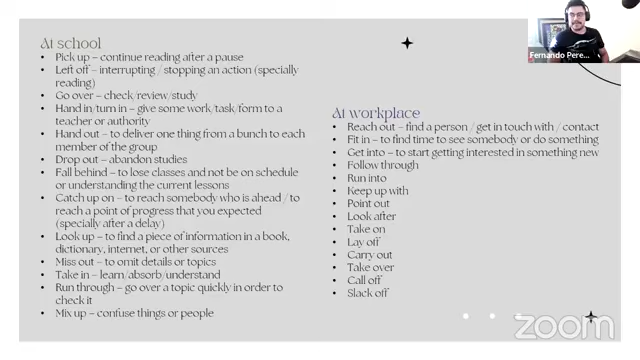 At school
• Pick up – continue reading after a pause
• Left off – interrupting / stopping an action (specially
reading)
• Go over – check/review/study
• Hand in/turn in – give some work/task/form to a
teacher or authority
• Hand out – to deliver one thing from a bunch to each
member of the group
• Drop out – abandon studies
• Fall behind – to lose classes and not be on schedule
or understanding the current lessons
• Catch up on – to reach somebody who is ahead / to
reach a point of progress that you expected
(specially after a delay)
• Look up – to find a piece of information in a book,
dictionary, internet, or other sources
• Miss out – to omit details or topics
• Take in – learn/absorb/understand
• Run through – go over a topic quickly in order to
check it
• Mix up – confuse things or people
At workplace
• Reach out – find a person / get in touch with / contact
• Fit in – to find time to see somebody or do something
• Get into – to start getting interested in something new
• Follow through
• Run into
• Keep up with
• Point out
• Look after
• Take on
• Lay off
• Carry out
• Take over
• Call off
• Slack off
Fernando Pere...
zoom